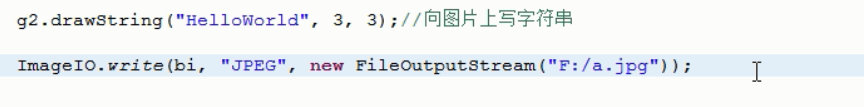 g2.drawString("HelloWorld", 3, 3);//向图片上写字符串
ImageIO.write(bi, "JPEG", new FileOutputStream("F:/a.jpg"));